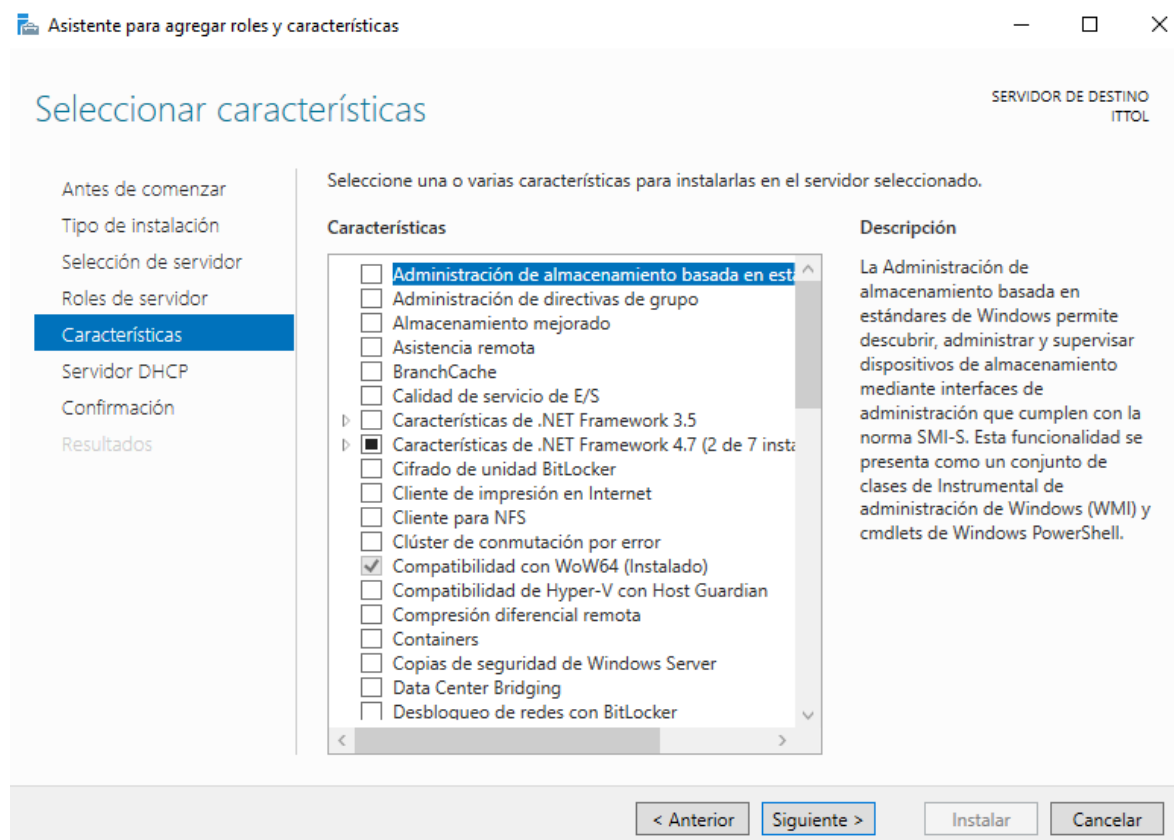 Asistente para agregar roles y características
Seleccionar características
SERVIDOR DE DESTINO
ITTOL
Antes de comenzar
Tipo de instalación
Selección de servidor
Roles de servidor
Características
Servidor DHCP
Confirmación
Resultados
Seleccione una o varias características para instalarlas en el servidor seleccionado.
Características
Administración de almacenamiento basada en está
Administración de directivas de grupo
Almacenamiento mejorado
Asistencia remota
BranchCache
Calidad de servicio de E/S
Características de .NET Framework 3.5
Características de .NET Framework 4.7 (2 de 7 insta
Cifrado de unidad BitLocker
Cliente de impresión en Internet
Cliente para NFS
Clúster de conmutación por error
Compatibilidad con WoW64 (Instalado)
Compatibilidad de Hyper-V con Host Guardian
Compresión diferencial remota
Containers
Copias de seguridad de Windows Server
Data Center Bridging
Desbloqueo de redes con BitLocker
Descripción
La Administración de
almacenamiento basada en
estándares de Windows permite
descubrir, administrar y supervisar
dispositivos de almacenamiento
mediante interfaces de
administración que cumplen con la
norma SMI-S. Esta funcionalidad se
presenta como un conjunto de
clases de Instrumental de
administración de Windows (WMI) y
cmdlets de Windows PowerShell.
< Anterior
Siguiente >
Instalar
Cancelar